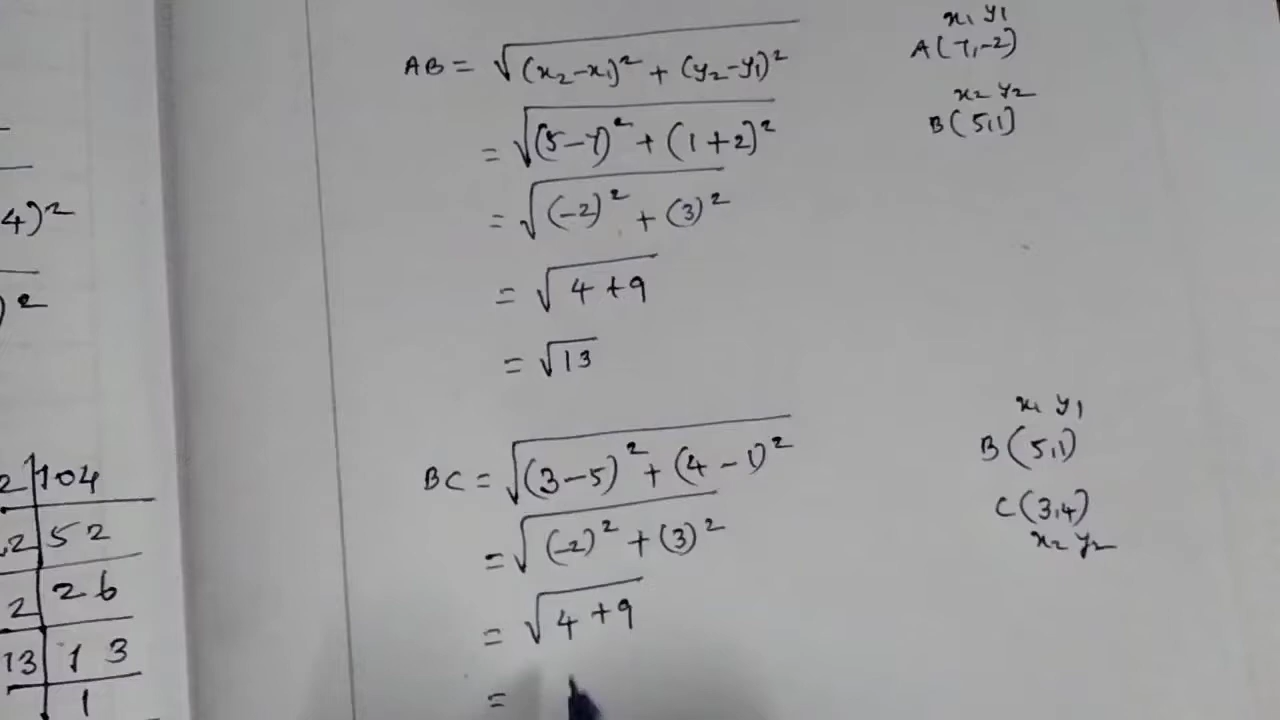 AB = √(x₂-x₁)² + (y₂-y₁)²
x₁ y₁
A(7,-2)
= √(5-7)² + (1+2)²
x₂ y₂
B(5,1)
= √(-2)² + (3)²
= √4+9
= √13
BC = √(3-5)² + (4-1)²
x₁ y₁
B(5,1)
= √(-2)² + (3)²
C(3,4)
x₂ y₂
= √4+9
=
4)²
)²
2|104
2|52
2|26
13|13
1